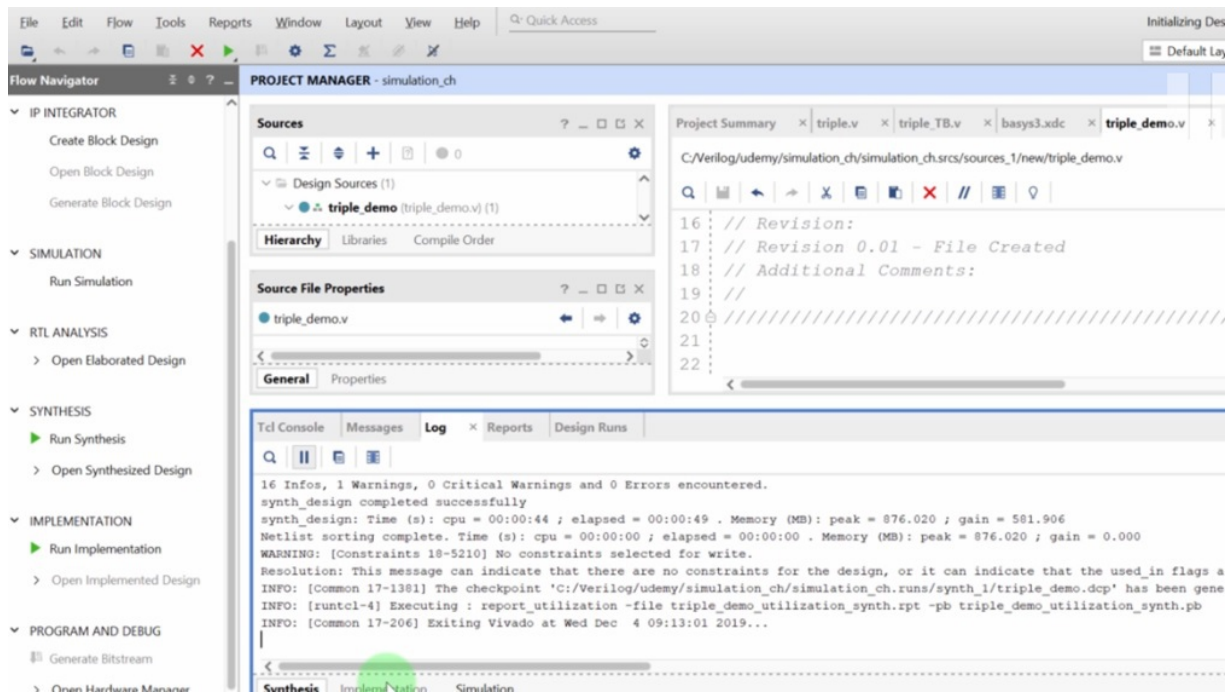 File Edit Flow Tools Reports Window Layout View Help Quick Access
Initializing Des
Default Lay
Flow Navigator
IP INTEGRATOR
Create Block Design
Open Block Design
Generate Block Design
SIMULATION
Run Simulation
RTL ANALYSIS
Open Elaborated Design
SYNTHESIS
Run Synthesis
Open Synthesized Design
IMPLEMENTATION
Run Implementation
Open Implemented Design
PROGRAM AND DEBUG
Generate Bitstream
Open Hardware Manager
PROJECT MANAGER - simulation_ch
Sources
0
Design Sources (1)
triple_demo (triple_demo.v) (1)
Hierarchy Libraries Compile Order
Source File Properties
triple_demo.v
General Properties
Project Summary triple.v triple_TB.v basys3.xdc triple_demo.v
C:/Verilog/udemy/simulation_ch/simulation_ch.srcs/sources_1/new/triple_demo.v
16 // Revision:
17 // Revision 0.01 - File Created
18 // Additional Comments:
19 //
20 //////////////////////////////////////////////
21
22
Tcl Console Messages Log Reports Design Runs
16 Infos, 1 Warnings, 0 Critical Warnings and 0 Errors encountered.
synth_design completed successfully
synth_design: Time (s): cpu = 00:00:44 ; elapsed = 00:00:49 . Memory (MB): peak = 876.020 ; gain = 581.906
Netlist sorting complete. Time (s): cpu = 00:00:00 ; elapsed = 00:00:00 . Memory (MB): peak = 876.020 ; gain = 0.000
WARNING: [Constraints 18-5210] No constraints selected for write.
Resolution: This message can indicate that there are no constraints for the design, or it can indicate that the used_in flags a
INFO: [Common 17-1381] The checkpoint 'C:/Verilog/udemy/simulation_ch/simulation_ch.runs/synth_1/triple_demo.dcp' has been gene
INFO: [runtcl-4] Executing : report_utilization -file triple_demo_utilization_synth.rpt -pb triple_demo_utilization_synth.pb
INFO: [Common 17-206] Exiting Vivado at Wed Dec  4 09:13:01 2019...
Synthesis Implementation Simulation